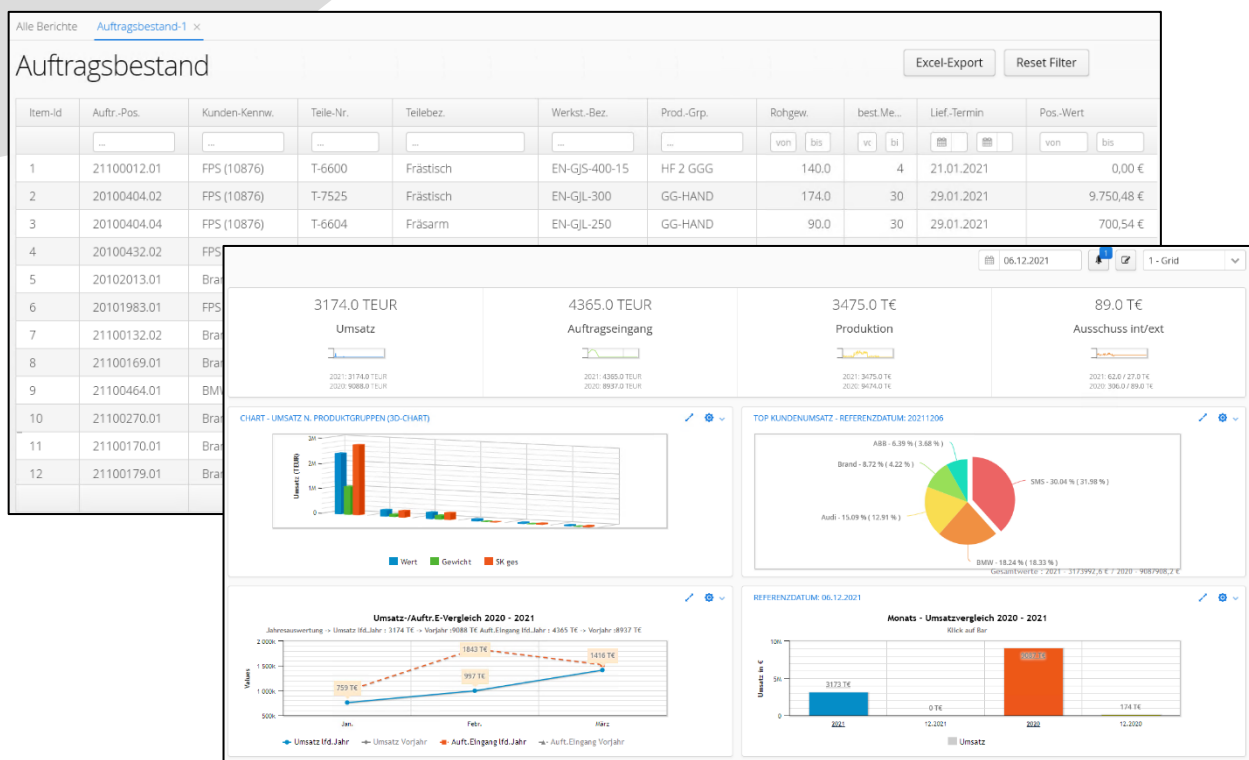 Alle Berichte Auftragsbestand-1 ×
Auftragsbestand
Excel-Export Reset Filter
Item-Id Auftr.-Pos. Kunden-Kennw. Teile-Nr. Teilebez. Werkst.-Bez. Prod.-Grp. Rohgew. best.Me... Lief.-Termin Pos.-Wert
... ... ... ... ... ... von bis vc bi von bis
1 21100012.01 FPS (10876) T-6600 Frästisch EN-GJS-400-15 HF 2 GGG 140.0 4 21.01.2021 0,00 €
2 20100404.02 FPS (10876) T-7525 Frästisch EN-GJL-300 GG-HAND 174.0 30 29.01.2021 9.750,48 €
3 20100404.04 FPS (10876) T-6604 Fräsarm EN-GJL-250 GG-HAND 90.0 30 29.01.2021 700,54 €
4 20100432.02 FPS
5 20102013.01 Brar
6 20101983.01 FPS
7 21100132.02 Brar
8 21100169.01 Brar
9 21100464.01 BMW
10 21100270.01 Brar
11 21100170.01 Brar
12 21100179.01 Brar
06.12.2021 1 1 - Grid
3174.0 TEUR 4365.0 TEUR 3475.0 T€ 89.0 T€
Umsatz Auftragseingang Produktion Ausschuss int/ext
2021: 3174.0 TEUR 2021: 4365.0 TEUR 2021: 3475.0 T€ 2021: 62.0 / 27.0 T€
2020: 9088.0 TEUR 2020: 8937.0 TEUR 2020: 9474.0 T€ 2020: 306.0 / 89.0 T€
CHART - UMSATZ N. PRODUKTGRUPPEN (3D-CHART)
Umsatz (TEUR)
3M
2M
1M
0
Wert Gewicht SK ges
TOP KUNDENUMSATZ - REFERENZDATUM: 20211206
ABB - 6.39 % ( 3.68 % )
Brand - 8.72 % ( 4.22 % )
SMS - 30.04 % ( 31.98 % )
Audi - 15.09 % ( 12.91 % )
BMW - 18.24 % ( 18.33 % )
Gesamtwerte : 2021 - 3173992,6 € / 2020 - 9087908,2 €
Umsatz-/Auftr.E-Vergleich 2020 - 2021
Jahresauswertung -> Umsatz lfd.Jahr : 3174 T€ -> Vorjahr :9088 T€ Auft.Eingang lfd.Jahr : 4365 T€ -> Vorjahr :8937 T€
Values
2 000k
1 500k
1 000k
500k
759 T€ 1843 T€ 997 T€ 1416 T€
Jan. Febr. März
Umsatz lfd.Jahr Umsatz Vorjahr Auft.Eingang lfd.Jahr Auft.Eingang Vorjahr
REFERENZDATUM: 06.12.2021
Monats - Umsatzvergleich 2020 - 2021
Klick auf Bar
Umsatz in €
10k
5k
0
3173 T€ 0 T€ 174 T€
2021 12.2021 2020 12.2020
Umsatz